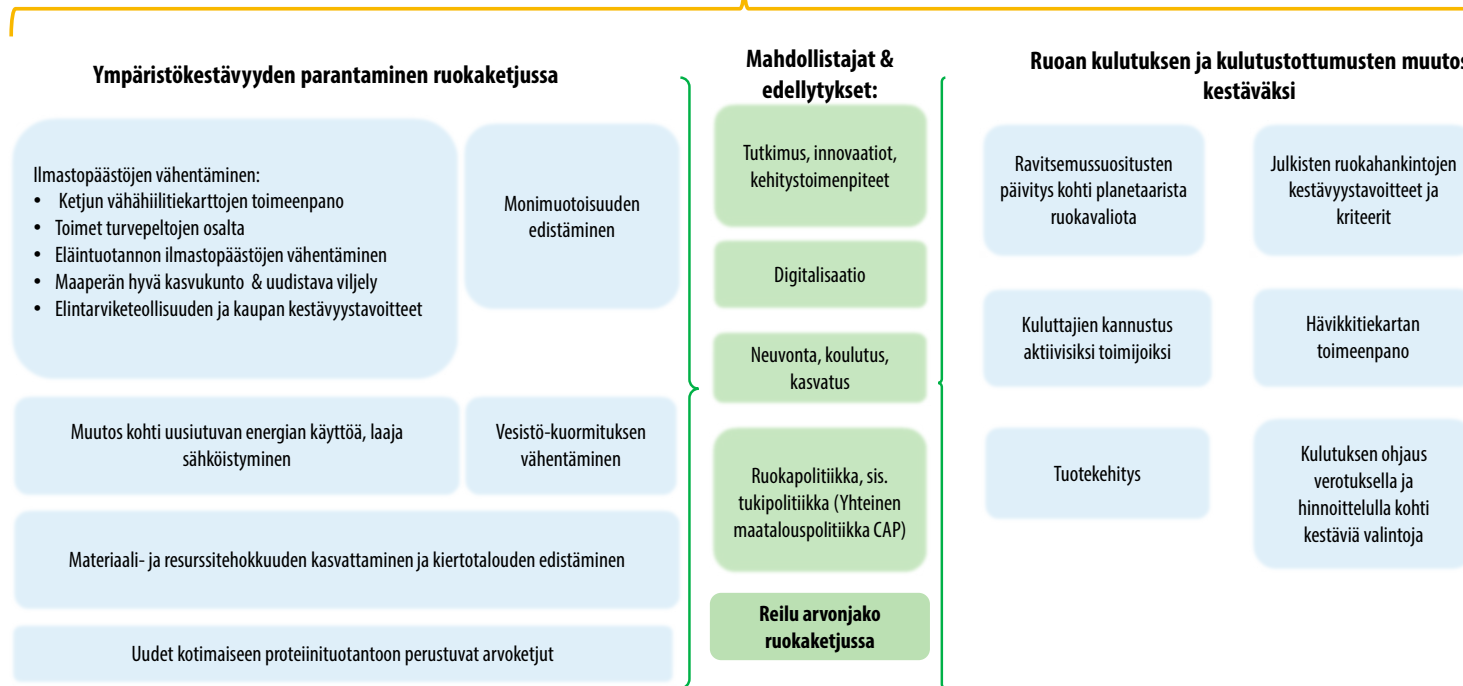 Ympäristökestävyyden parantaminen ruokaketjussa
Ilmastopäästöjen vähentäminen:
• Ketjun vähähiilitiekarttojen toimeenpano
• Toimet turvepeltojen osalta
• Eläintuotannon ilmastopäästöjen vähentäminen
• Maaperän hyvä kasvukunto & uudistava viljely
• Elintarviketeollisuuden ja kaupan kestävyystavoitteet
Monimuotoisuuden
edistäminen
Muutos kohti uusiutuvan energian käyttöä, laaja
sähköistyminen
Vesistö-kuormituksen
vähentäminen
Materiaali- ja resurssitehokkuuden kasvattaminen ja kiertotalouden edistäminen
Uudet kotimaiseen proteiinituotantoon perustuvat arvoketjut
Mahdollistajat &
edellytykset:
Tutkimus, innovaatiot,
kehitystoimenpiteet
Digitalisaatio
Neuvonta, koulutus,
kasvatus
Ruokapolitiikka, sis.
tukipolitiikka (Yhteinen
maatalouspolitiikka CAP)
Reilu arvonjako
ruokaketjussa
Ruoan kulutuksen ja kulutustottumusten muutos
kestäväksi
Ravitsemussuositusten
päivitys kohti planetaarista
ruokavaliota
Julkisten ruokahankintojen
kestävyystavoitteet ja
kriteerit
Kuluttajien kannustus
aktiivisiksi toimijoiksi
Hävikkitiekartan
toimeenpano
Tuotekehitys
Kulutuksen ohjaus
verotuksella ja
hinnoittelulla kohti
kestäviä valintoja